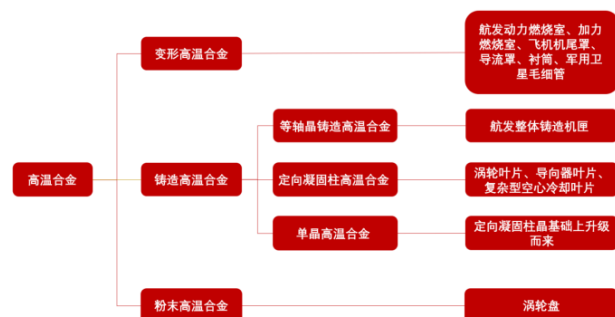 航发动力燃烧室、加力
燃烧室、飞机机尾罩、
导流罩、衬筒、军用卫
星毛细管
变形高温合金
等轴晶铸造高温合金
航发整体铸造机匣
高温合金
铸造高温合金
定向凝固柱高温合金
涡轮叶片、导向器叶片、
复杂型空心冷却叶片
单晶高温合金
定向凝固柱晶基础上升级
而来
粉末高温合金
涡轮盘